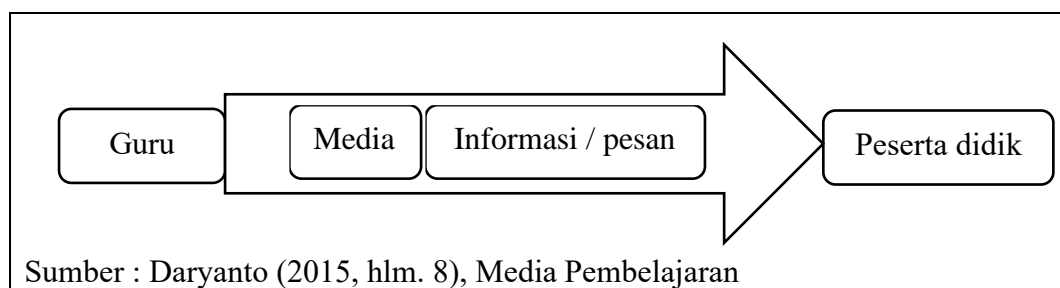 Guru
Media
Informasi / pesan
Peserta didik
Sumber : Daryanto (2015, hlm. 8), Media Pembelajaran